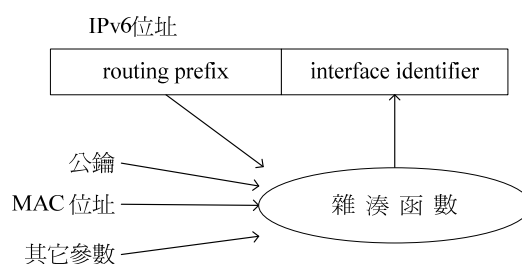 IPv6位址
routing prefix interface identifier
公鑰
MAC 位址
雜湊函數
其它參數